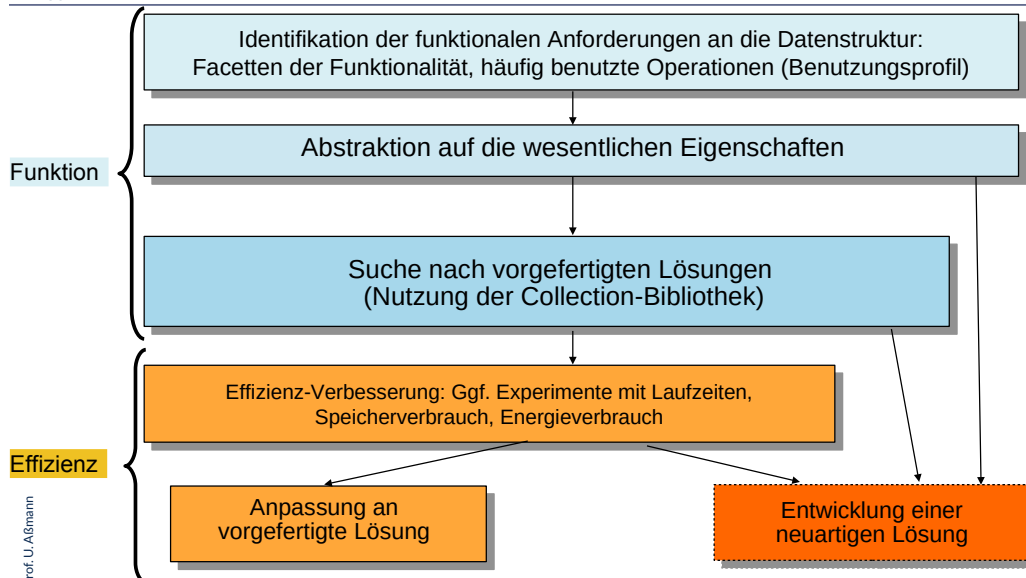 Identifikation der funktionalen Anforderungen an die Datenstruktur:
Facetten der Funktionalität, häufig benutzte Operationen (Benutzungsprofil)
Abstraktion auf die wesentlichen Eigenschaften
Funktion
Suche nach vorgefertigten Lösungen
(Nutzung der Collection-Bibliothek)
Effizienz-Verbesserung: Ggf. Experimente mit Laufzeiten,
Speicherverbrauch, Energieverbrauch
Effizienz
Anpassung an
vorgefertigte Lösung
Entwicklung einer
neuartigen Lösung
rof. U. Aßmann